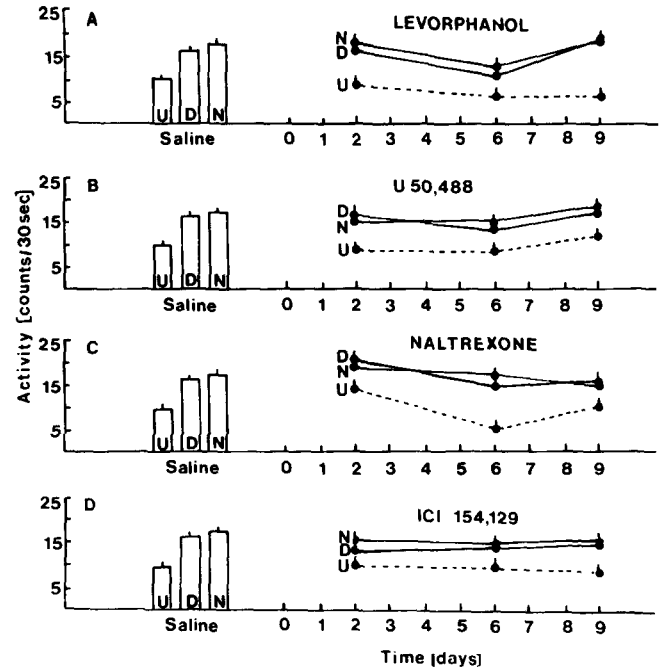 A
LEVORPHANOL
25
15
5
U D N
Saline
N
D
U
0 1 2 3 4 5 6 7 8 9
B
U 50,488
25
15
5
U D N
Saline
D
N
U
0 1 2 3 4 5 6 7 8 9
C
NALTREXONE
25
15
5
U D N
Saline
D
N
U
0 1 2 3 4 5 6 7 8 9
D
ICI 154,129
25
15
5
U D N
Saline
N
D
U
0 1 2 3 4 5 6 7 8 9
Activity [counts/30sec]
Time [days]